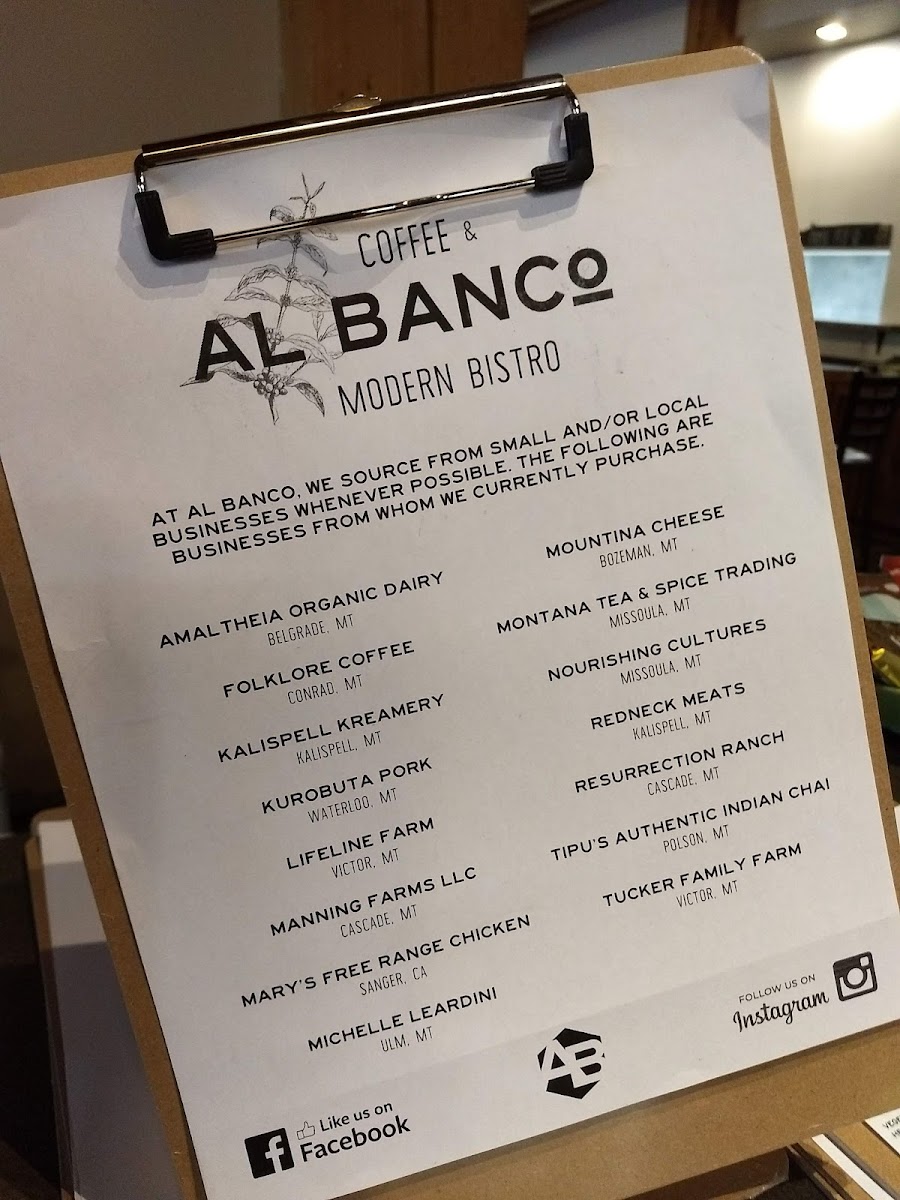 COFFEE &
AL BANCo
MODERN BISTRO
AT AL BANCO, WE SOURCE FROM SMALL AND/OR LOCAL
BUSINESSES WHENEVER POSSIBLE. THE FOLLOWING ARE
BUSINESSES FROM WHOM WE CURRENTLY PURCHASE.
AMALTHEIA ORGANIC DAIRY
BELGRADE, MT
FOLKLORE COFFEE
CONRAD, MT
KALISPELL KREAMERY
KALISPELL, MT
KUROBUTA PORK
WATERLOO, MT
LIFELINE FARM
VICTOR, MT
MANNING FARMS LLC
CASCADE, MT
MARY'S FREE RANGE CHICKEN
SANGER, CA
MICHELLE LEARDINI
ULM, MT
MOUNTINA CHEESE
BOZEMAN, MT
MONTANA TEA & SPICE TRADING
MISSOULA, MT
NOURISHING CULTURES
MISSOULA, MT
REDNECK MEATS
KALISPELL, MT
RESURRECTION RANCH
CASCADE, MT
TIPU'S AUTHENTIC INDIAN CHAI
POLSON, MT
TUCKER FAMILY FARM
VICTOR, MT
f
Like us on
Facebook
AB
FOLLOW US ON
Instagram